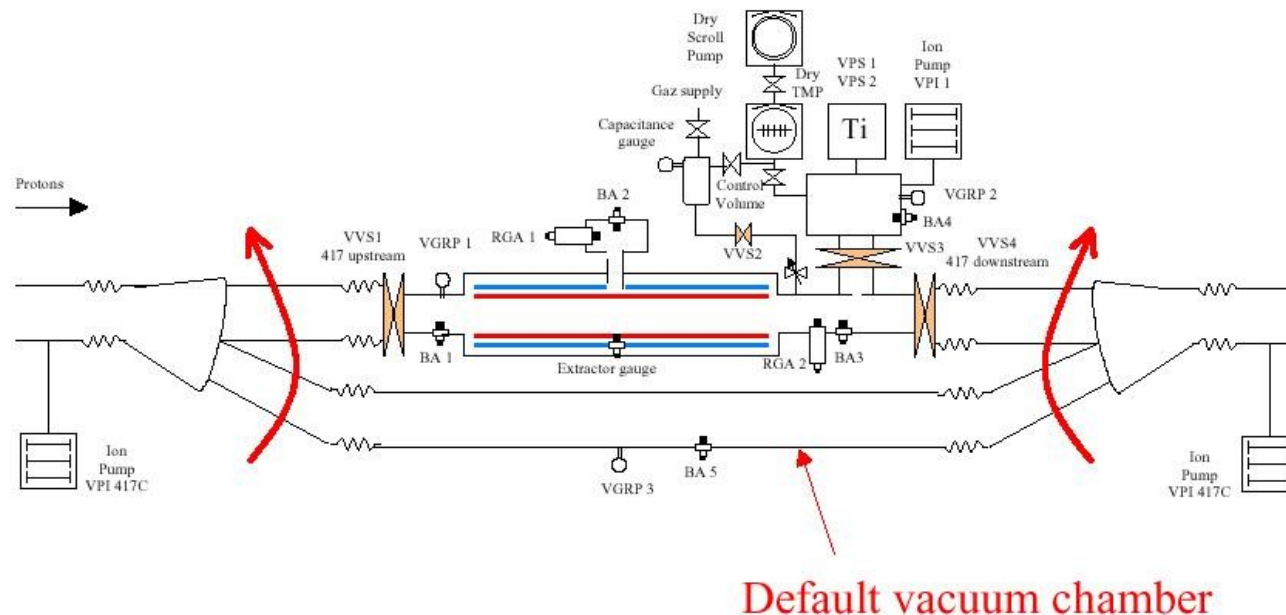 Dry
Scroll
Pump
VPS 1
VPS 2
Ion
Pump
VPI 1
Dry
TMP
Gaz supply
Capacitance
gauge
Ti
Protons
Control
Volume
VGRP 2
BA 2
BA4
RGA 1
VVS1
417 upstream
VGRP 1
VVS2
VVS3
VVS4
417 downstream
BA 1
Extractor gauge
RGA 2
BA3
Ion
Pump
VPI 417C
VGRP 3
BA 5
Ion
Pump
VPI 417C
Default vacuum chamber